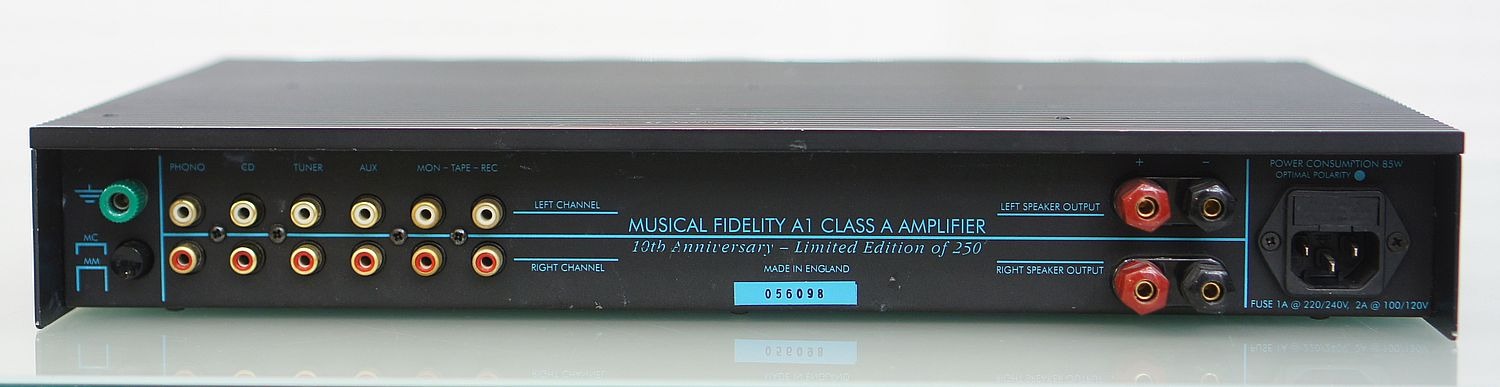 PHONO
CD
TUNER
AUX
MON – TAPE – REC
LEFT CHANNEL
RIGHT CHANNEL
MC
MM
MUSICAL FIDELITY A1 CLASS A AMPLIFIER
10th Anniversary – Limited Edition of 250
MADE IN ENGLAND
056098
+ –
LEFT SPEAKER OUTPUT
RIGHT SPEAKER OUTPUT
POWER CONSUMPTION 85W
OPTIMAL POLARITY
FUSE 1A @ 220/240V, 2A @ 100/120V